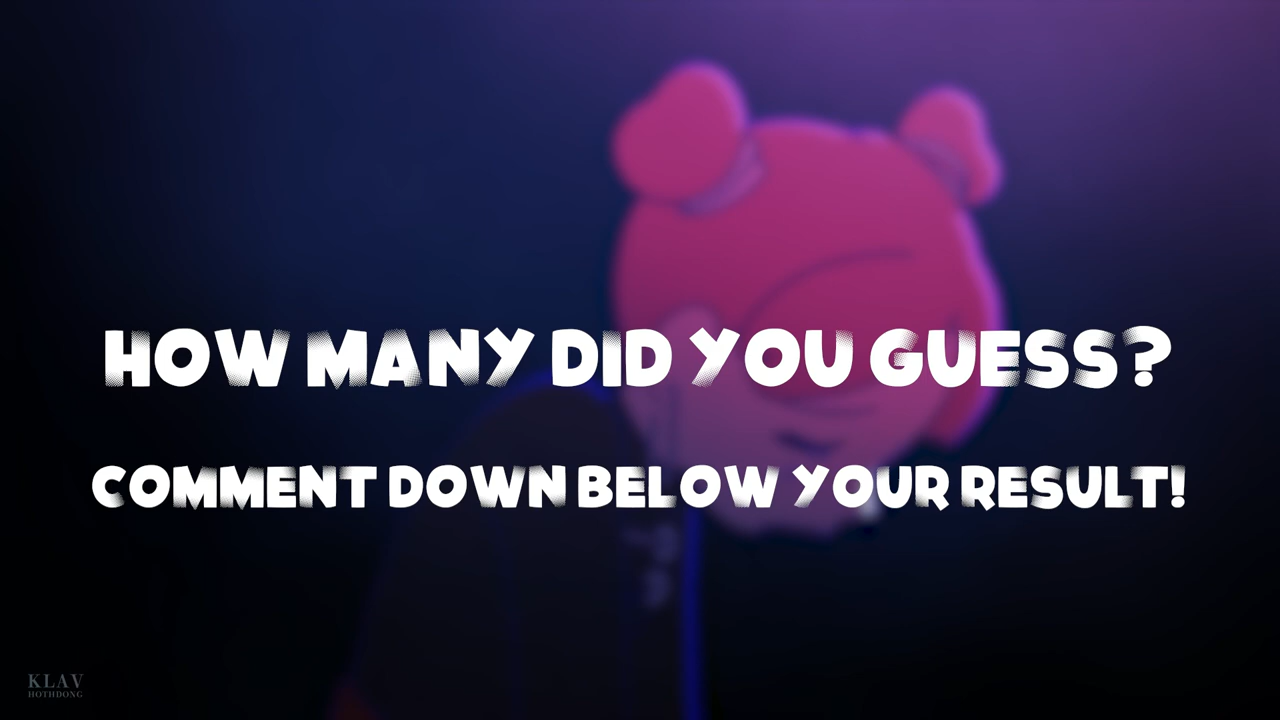 HOW MANY DID YOU GUESS?
COMMENT DOWN BELOW YOUR RESULT!
KLAV
HOTHDONG